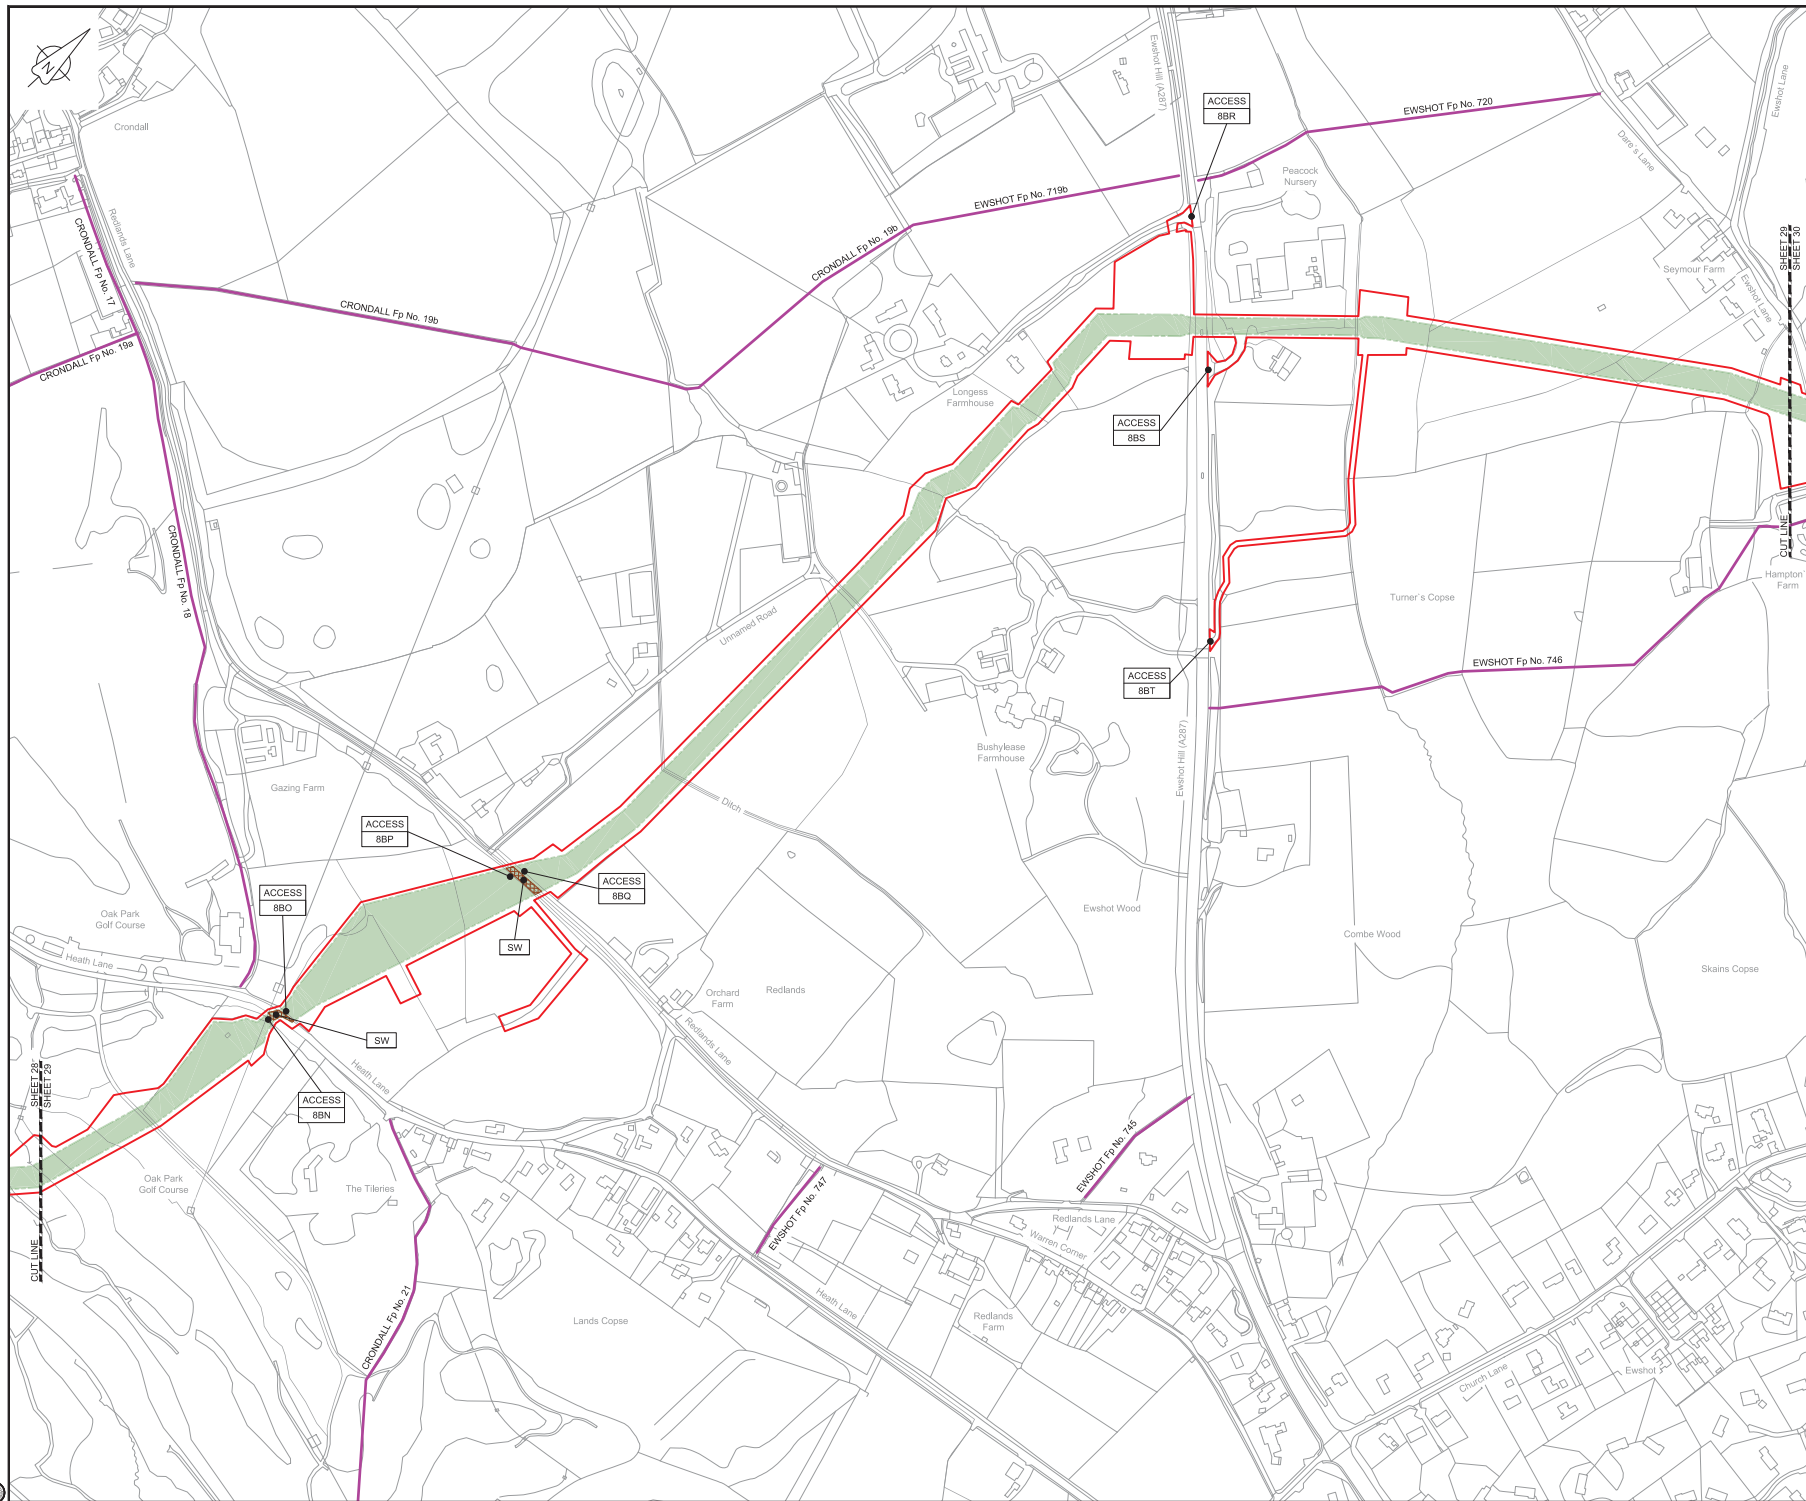 N
Crondall
Redlands Lane
CRONDALL Fp No. 17
CRONDALL Fp No. 19a
CRONDALL Fp No. 19b
CRONDALL Fp No. 19b
EWSHOT Fp No. 719b
Ewshot Hill (A287)
ACCESS
8BR
EWSHOT Fp No. 720
Peacock
Nursery
Dare's Lane
Ewshot Lane
SHEET 29
SHEET 30
Seymour Farm
Ewshot Lane
Longess
Farmhouse
ACCESS
8BS
CUT LINE
Hampton'
Farm
CRONDALL Fp No. 18
Unnamed Road
Turner's Copse
EWSHOT Fp No. 746
ACCESS
8BT
Bushylease
Farmhouse
Ewshot Hill (A287)
Gazing Farm
Ditch
ACCESS
8BP
ACCESS
8BQ
SW
ACCESS
8BO
Oak Park
Golf Course
Heath Lane
Ewshot Wood
Combe Wood
Skains Copse
Orchard
Farm
Redlands
Redlands Lane
SW
Heath Lane
ACCESS
8BN
SHEET 28
SHEET 29
CUT LINE
Oak Park
Golf Course
The Tileries
EWSHOT Fp No. 745
EWSHOT Fp No. 747
Redlands Lane
Warren Corner
CRONDALL Fp No. 21
Lands Copse
Heath Lane
Redlands
Farm
Church Lane
Ewshot